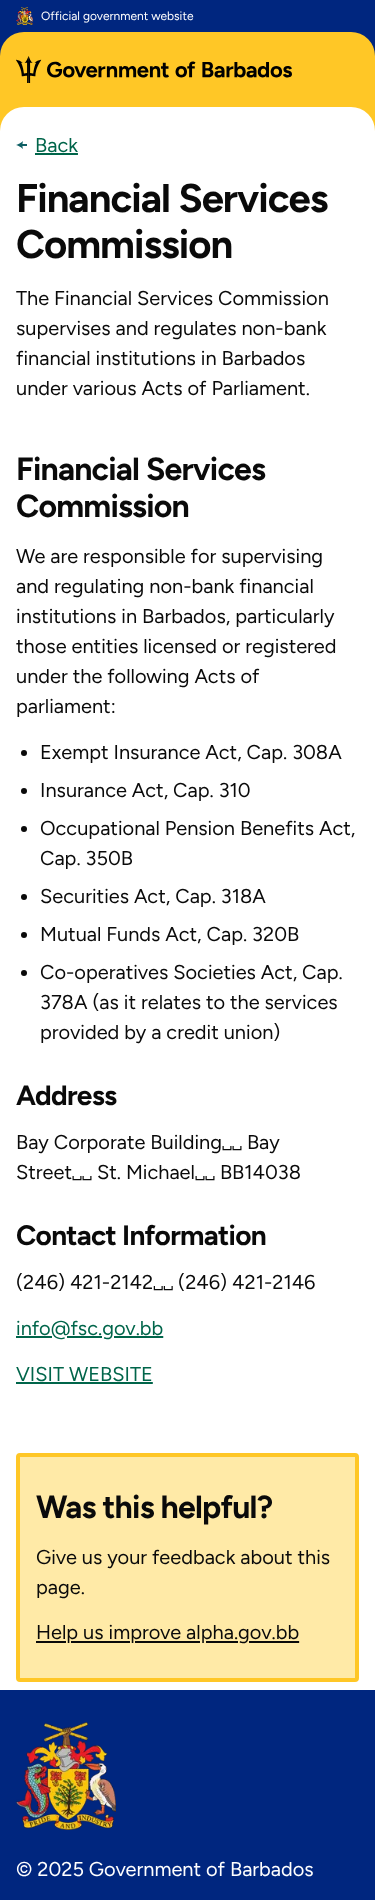 Official government website
Government of Barbados
← Back
Financial Services
Commission
The Financial Services Commission
supervises and regulates non-bank
financial institutions in Barbados
under various Acts of Parliament.
Financial Services
Commission
We are responsible for supervising
and regulating non-bank financial
institutions in Barbados, particularly
those entities licensed or registered
under the following Acts of
parliament:
• Exempt Insurance Act, Cap. 308A
• Insurance Act, Cap. 310
• Occupational Pension Benefits Act,
Cap. 350B
• Securities Act, Cap. 318A
• Mutual Funds Act, Cap. 320B
• Co-operatives Societies Act, Cap.
378A (as it relates to the services
provided by a credit union)
Address
Bay Corporate Building␣␣ Bay
Street␣␣ St. Michael␣␣ BB14038
Contact Information
(246) 421-2142␣␣ (246) 421-2146
info@fsc.gov.bb
VISIT WEBSITE
Was this helpful?
Give us your feedback about this
page.
Help us improve alpha.gov.bb
PRIDE AND INDUSTRY
© 2025 Government of Barbados